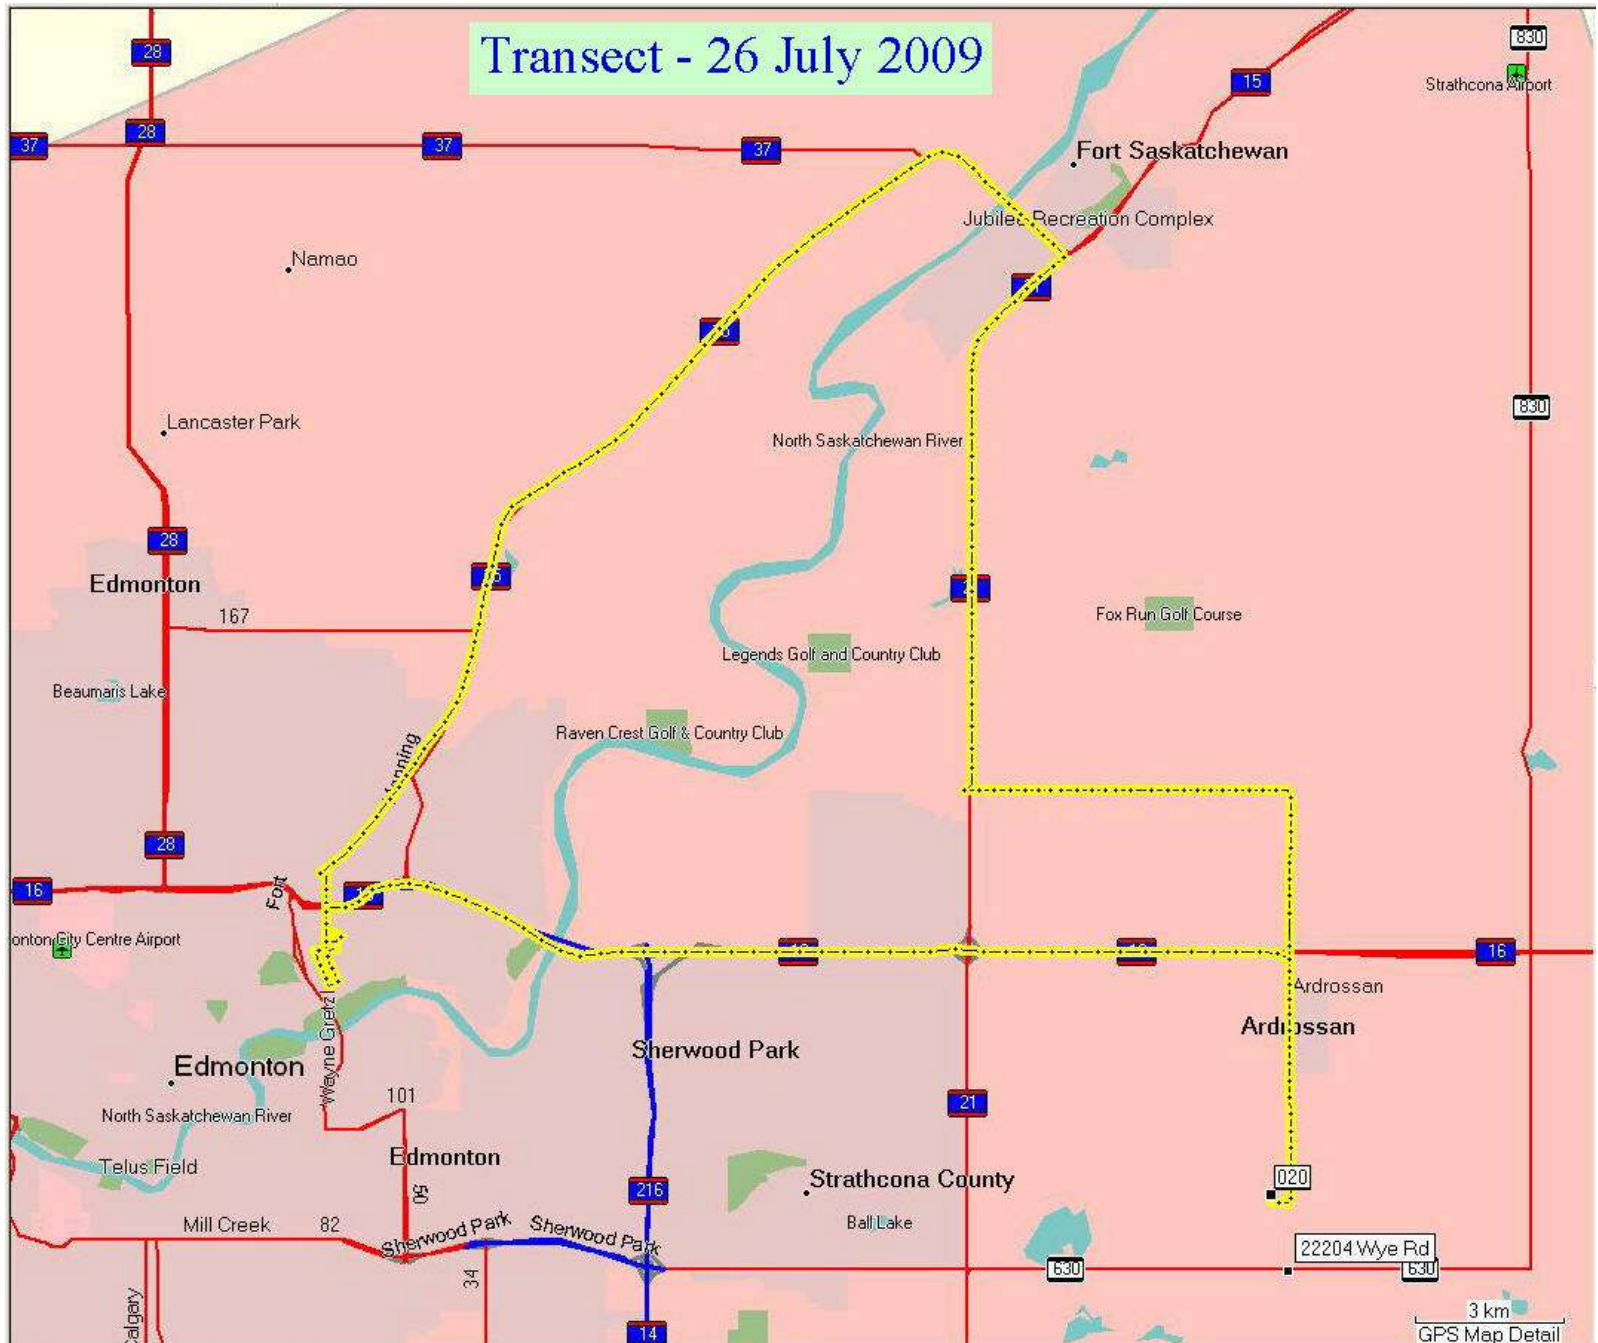 Transect - 26 July 2009
28
830
15
Strathcona Airport
28
37
37
37
Fort Saskatchewan
Jubilee Recreation Complex
Namao
830
Lancaster Park
North Saskatchewan River
28
Edmonton
167
Fox Run Golf Course
Legends Golf and Country Club
Beaumaris Lake
Raven Crest Golf & Country Club
28
16
Fort
onton City Centre Airport
16
Ardrossan
Wayne Gretz
Ardrossan
Sherwood Park
Edmonton
101
21
North Saskatchewan River
Edmonton
Telus Field
50
020
216
Strathcona County
Mill Creek
82
Sherwood Park
Sherwood Park
Ball Lake
22204 Wye Rd
630
630
34
algary
14
3 km
GPS Map Detail